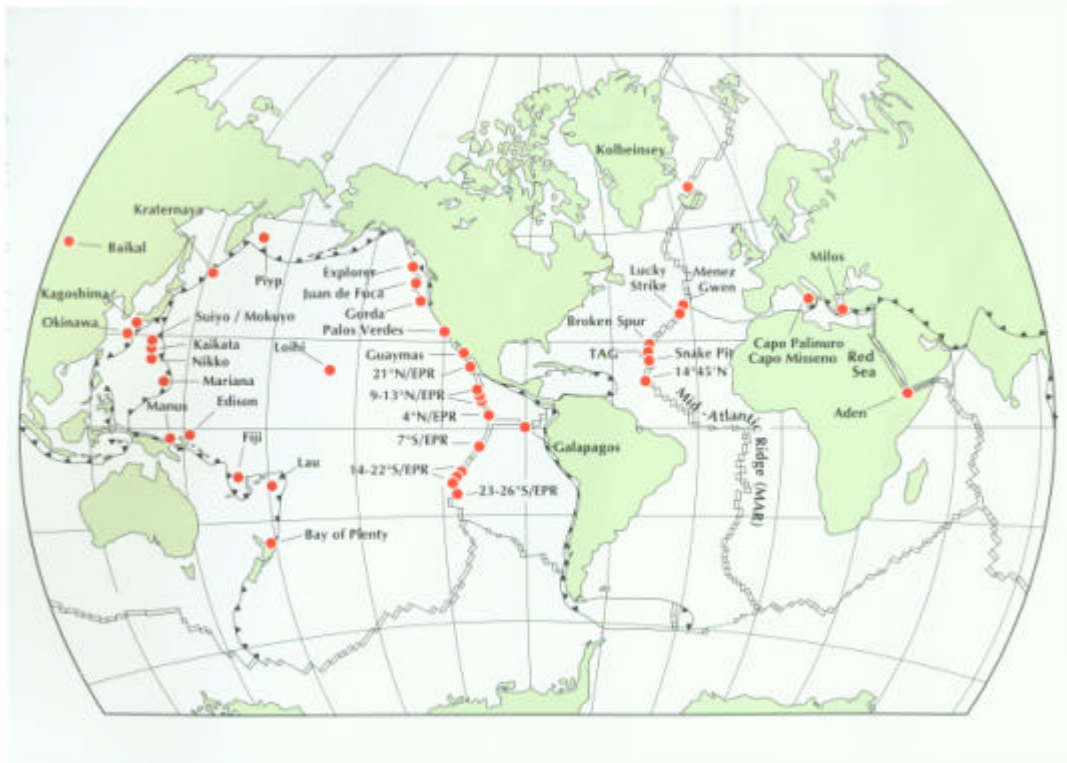 Kolbeinsey
Kraternaya
Baikal
Piyp
Explorer
Juan de Fuca
Gorda
Palos Verdes
Lucky
Strike
Menez
Gwen
Milos
Kagoshima
Okinawa
Suiyo / Mokuyo
Kaikata
Nikko
Loihi
Mariana
Manus
Edison
Fiji
Lau
Bay of Plenty
Guaymas
21°N/EPR
9-13°N/EPR
4°N/EPR
7°S/EPR
14-22°S/EPR
23-26°S/EPR
Galapagos
Broken Spur
TAG
Snake Pit
14°45'N
Mid-Atlantic Ridge (MAR)
Capo Palinuro
Capo Misseno
Red
Sea
Aden